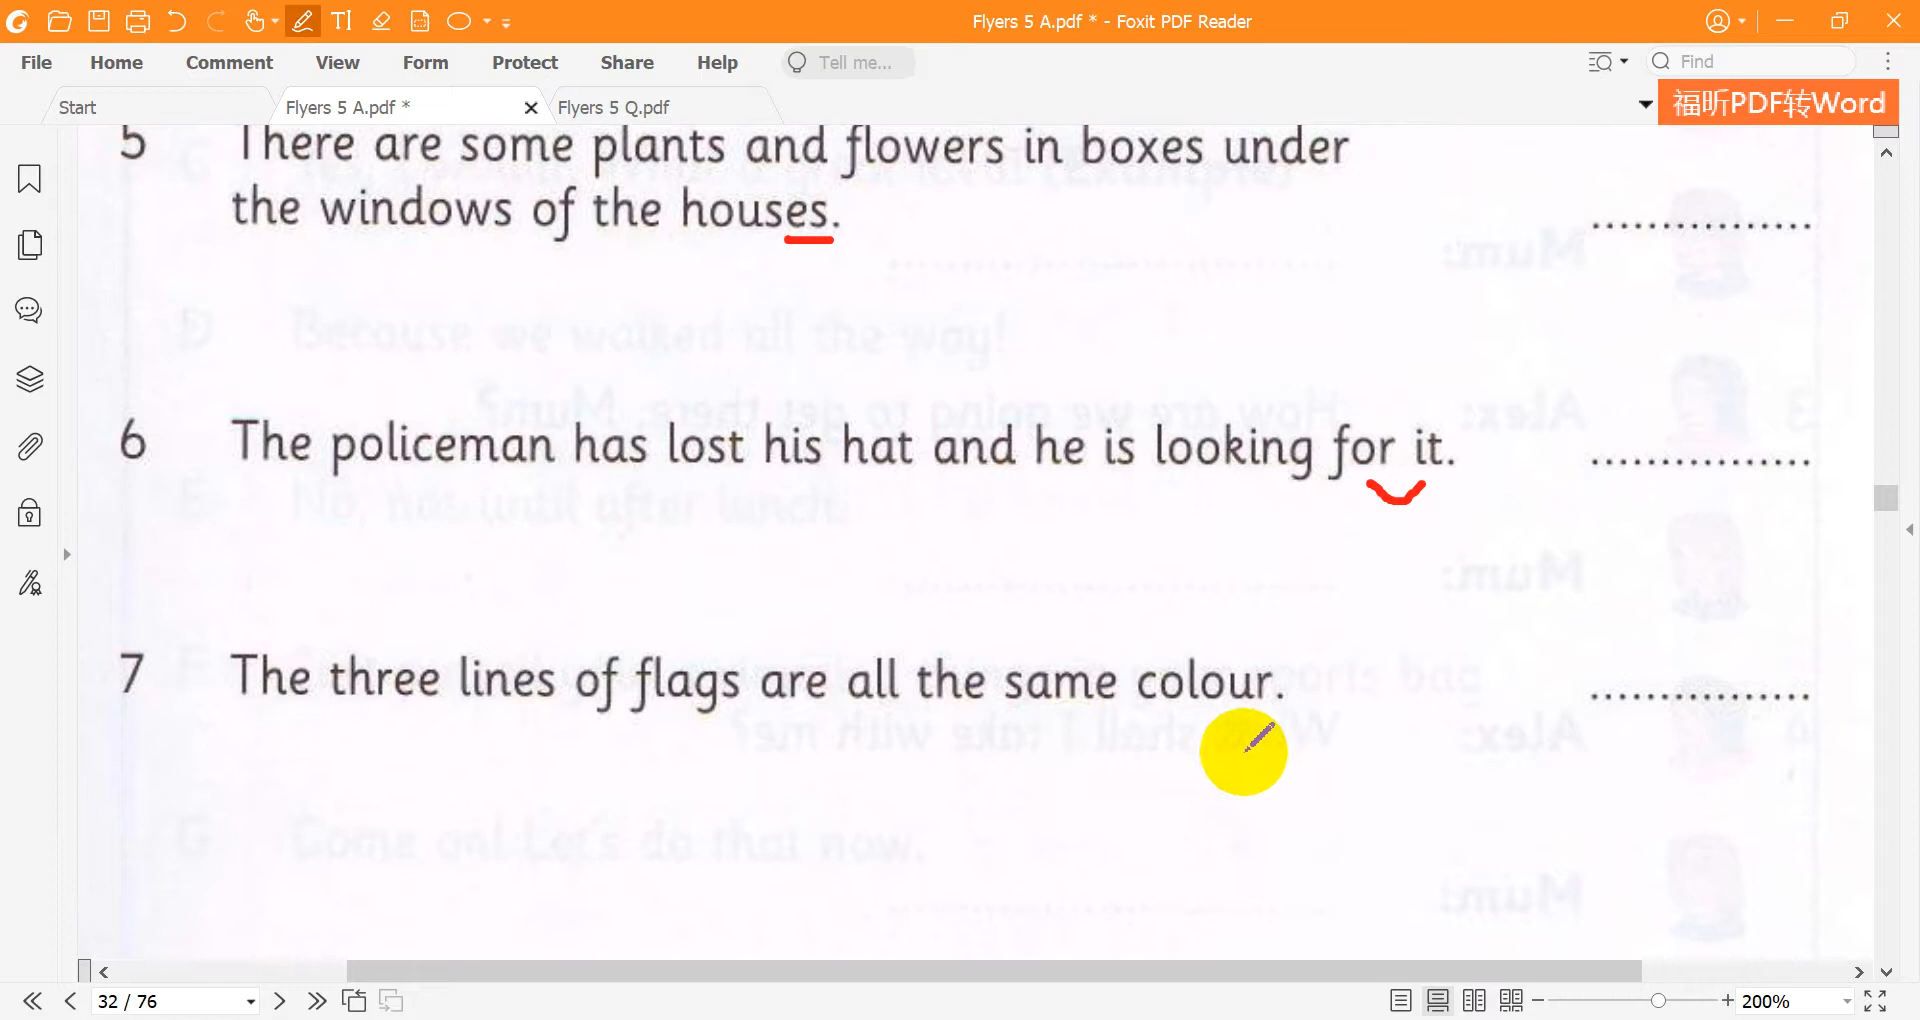 Flyers 5 A.pdf * - Foxit PDF Reader
File Home Comment View Form Protect Share Help Tell me... Find
Start Flyers 5 A.pdf * Flyers 5 Q.pdf 福昕PDF转Word
5 There are some plants and flowers in boxes under
the windows of the houses. ................
6 The policeman has lost his hat and he is looking for it. ................
7 The three lines of flags are all the same colour. ................
32 / 76 200%